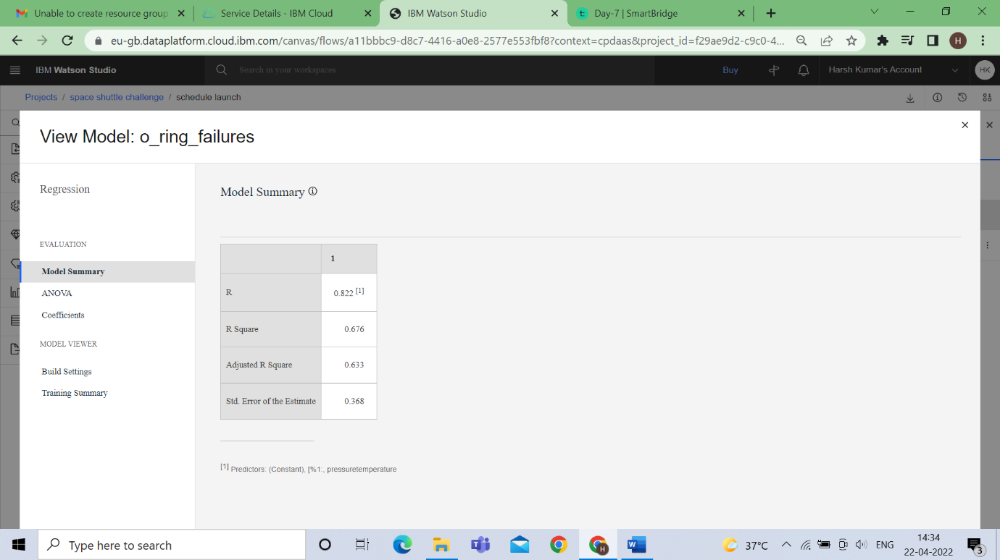 Unable to create resource group
Service Details - IBM Cloud
IBM Watson Studio
t:
Day-7 | SmartBridge
eu-gb.dataplatform.cloud.ibm.com/canvas/flows/a11bbbc9-d8c7-4416-a0e8-2577e553fbf8?context=cpdaas&project_id=f29ae9d2-c9c0-4...
H
IBM Watson Studio
Search in your workspaces
Buy
Harsh Kumar's Account
HK
Projects / space shuttle challenge / schedule launch
View Model: o_ring_failures
Regression
EVALUATION
Model Summary
ANOVA
Coefficients
MODEL VIEWER
Build Settings
Training Summary
Model Summary
1
R 0.822 [1]
R Square 0.676
Adjusted R Square 0.633
Std. Error of the Estimate 0.368
[1] Predictors: (Constant), [%1:, pressuretemperature
Type here to search
37°C
ENG
14:34
22-04-2022
3